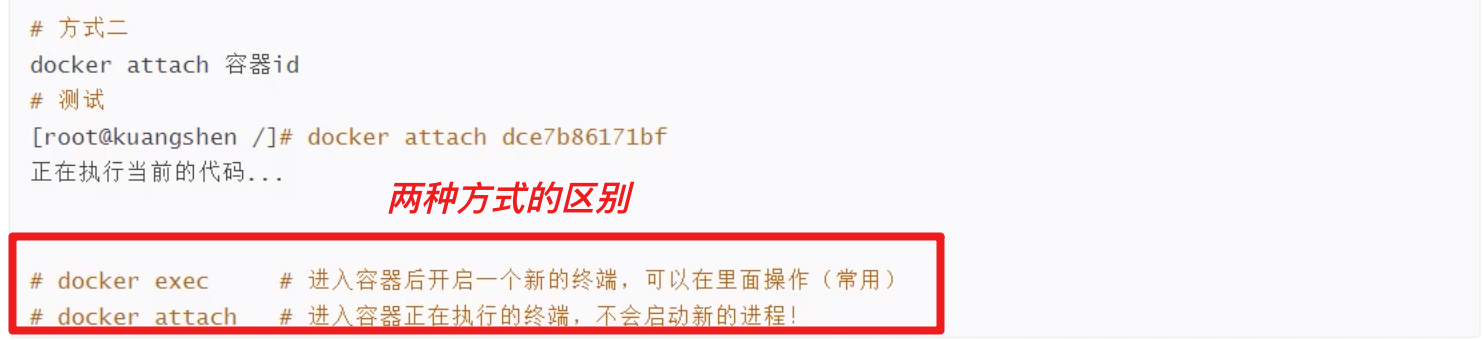 # 方式二
docker attach 容器id
# 测试
[root@kuangshen /]# docker attach dce7b86171bf
正在执行当前的代码...
两种方式的区别
# docker exec # 进入容器后开启一个新的终端，可以在里面操作（常用）
# docker attach # 进入容器正在执行的终端，不会启动新的进程！